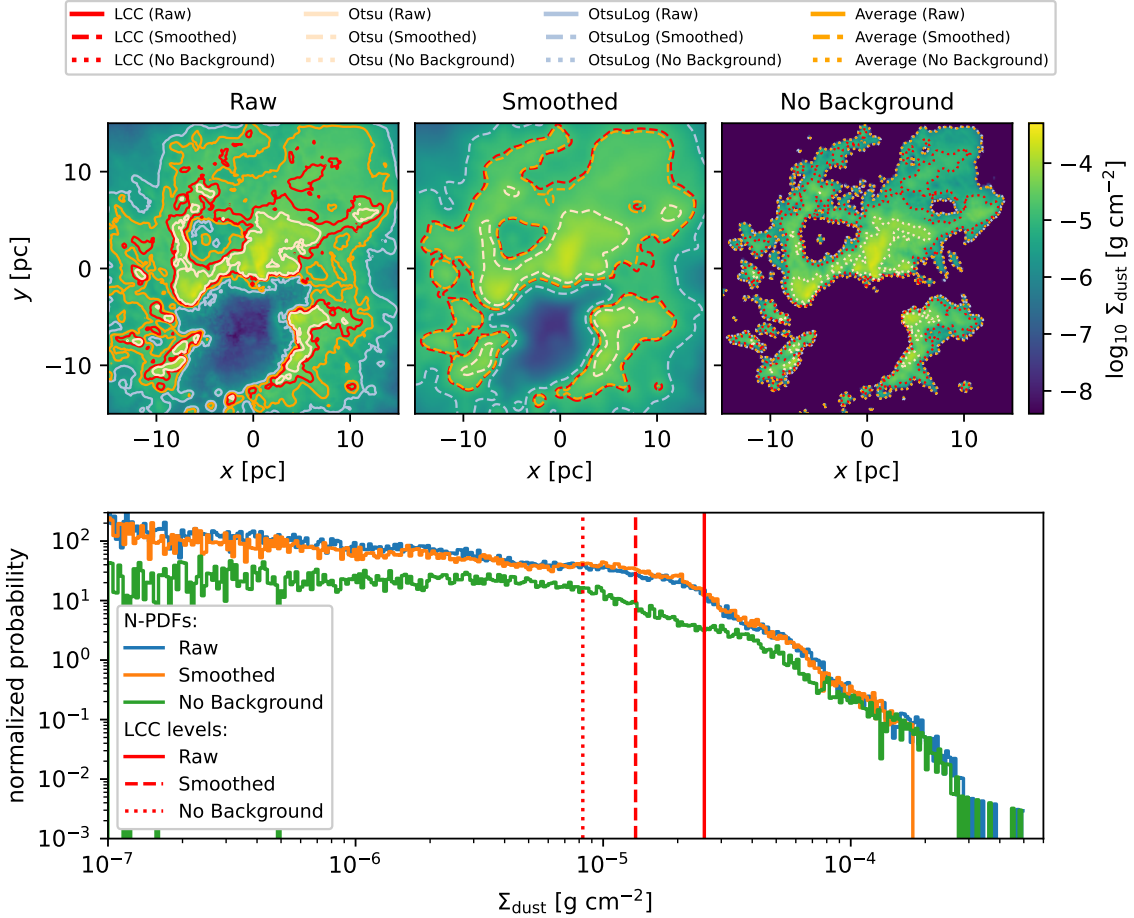 LCC (Raw) Otsu (Raw) OtsuLog (Raw) Average (Raw)
LCC (Smoothed) Otsu (Smoothed) OtsuLog (Smoothed) Average (Smoothed)
LCC (No Background) Otsu (No Background) OtsuLog (No Background) Average (No Background)
Raw Smoothed No Background
10
0
−10
y [pc]
−10 0 10 −10 0 10 −10 0 10
x [pc] x [pc] x [pc]
−4
−5
−6
−7
−8
log₁₀ Σ_dust [g cm⁻²]
10²
10¹
10⁰
10⁻¹
10⁻²
10⁻³
normalized probability
N-PDFs:
Raw
Smoothed
No Background
LCC levels:
Raw
Smoothed
No Background
10⁻⁷ 10⁻⁶ 10⁻⁵ 10⁻⁴
Σ_dust [g cm⁻²]